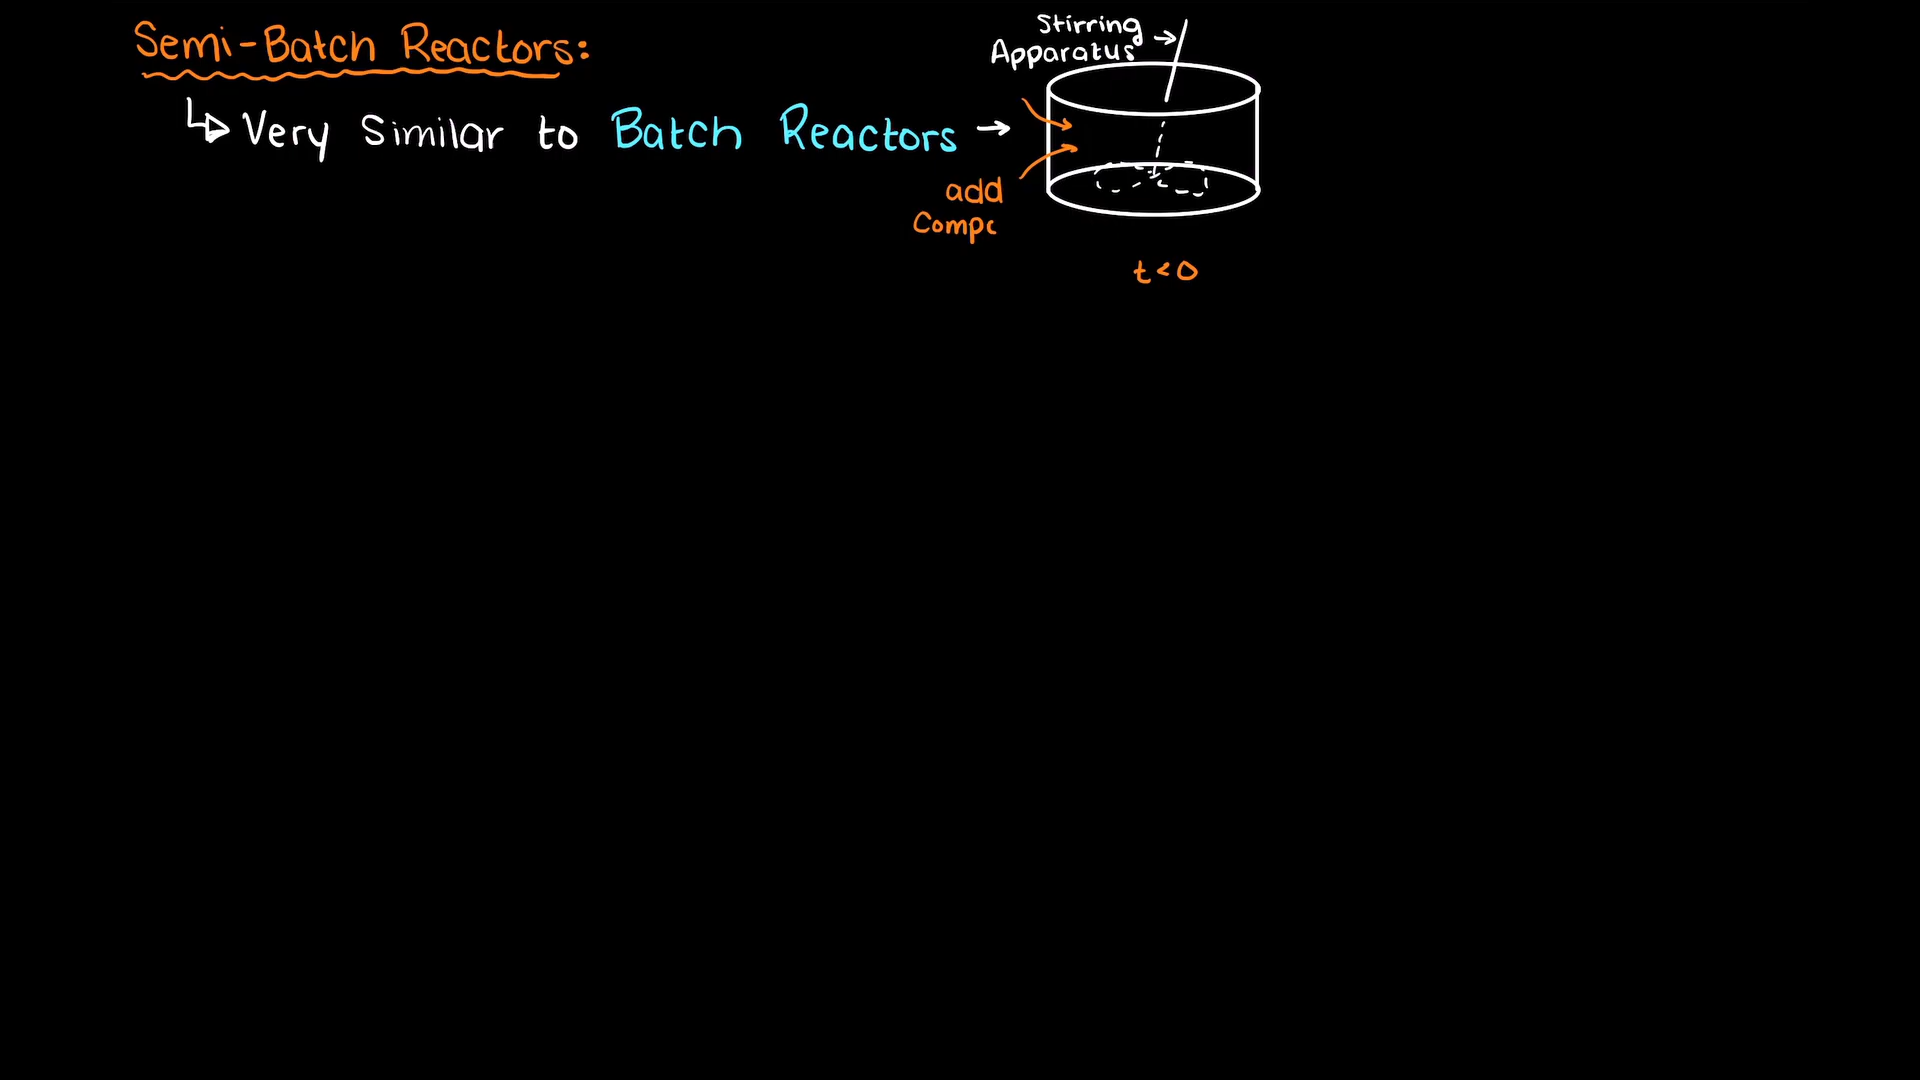 Semi-Batch Reactors:
Very Similar to Batch Reactors →
Stirring
Apparatus →
add
Compc
t < 0